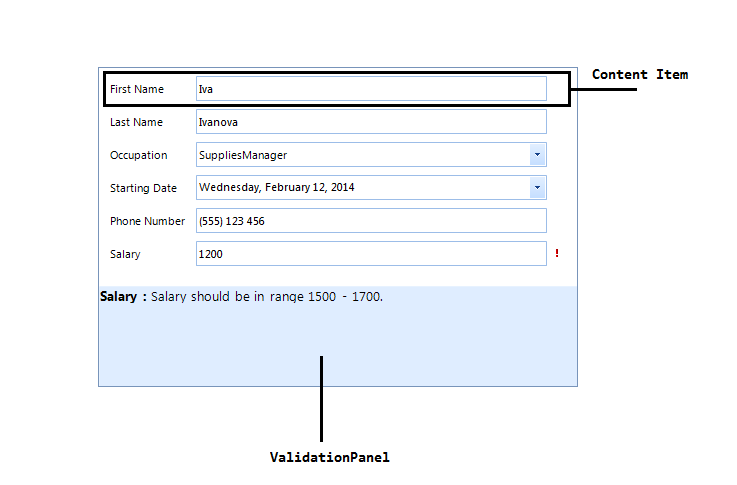 Content Item
First Name Iva
Last Name Ivanova
Occupation SuppliesManager
Starting Date Wednesday, February 12, 2014
Phone Number (555) 123 456
Salary 1200 !
Salary : Salary should be in range 1500 - 1700.
ValidationPanel